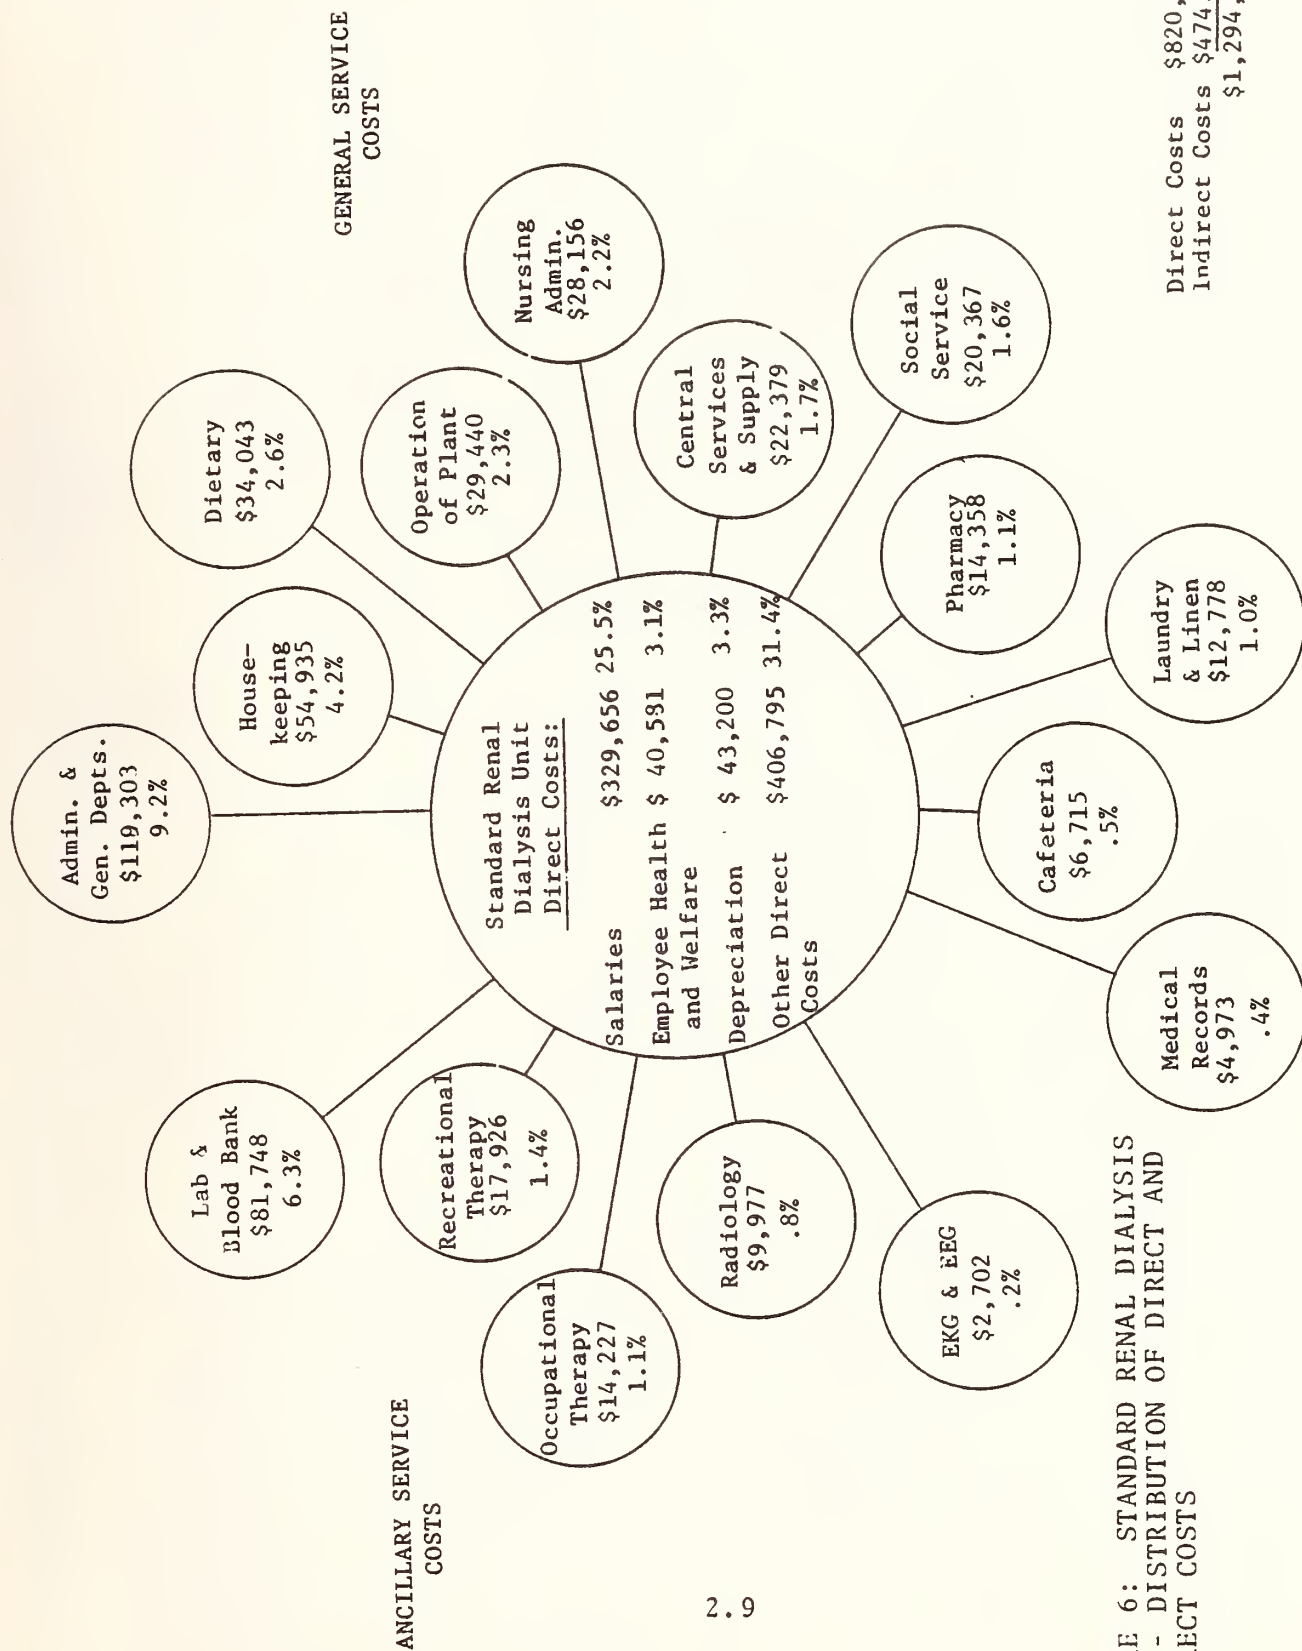 ANCILLARY SERVICE
COSTS
GENERAL SERVICE
COSTS
Admin. &
Gen. Depts.
$119,303
9.2%
House-
keeping
$54,935
4.2%
Dietary
$34,043
2.6%
Operation
of Plant
$29,440
2.3%
Nursing
Admin.
$28,156
2.2%
Central
Services
& Supply
$22,379
1.7%
Social
Service
$20,367
1.6%
Pharmacy
$14,358
1.1%
Laundry
& Linen
$12,778
1.0%
Cafeteria
$6,715
.5%
Medical
Records
$4,973
.4%
Lab &
Blood Bank
$81,748
6.3%
Recreational
Therapy
$17,926
1.4%
Occupational
Therapy
$14,227
1.1%
Radiology
$9,977
.8%
EKG & EEG
$2,702
.2%
Standard Renal
Dialysis Unit
Direct Costs:
Salaries $329,656 25.5%
Employee Health $ 40,581 3.1%
and Welfare
Depreciation $ 43,200 3.3%
Other Direct $406,795 31.4%
Costs
Direct Costs $820,
Indirect Costs $474,
$1,294,
E 6: STANDARD RENAL DIALYSIS
- DISTRIBUTION OF DIRECT AND
ECT COSTS
2.9